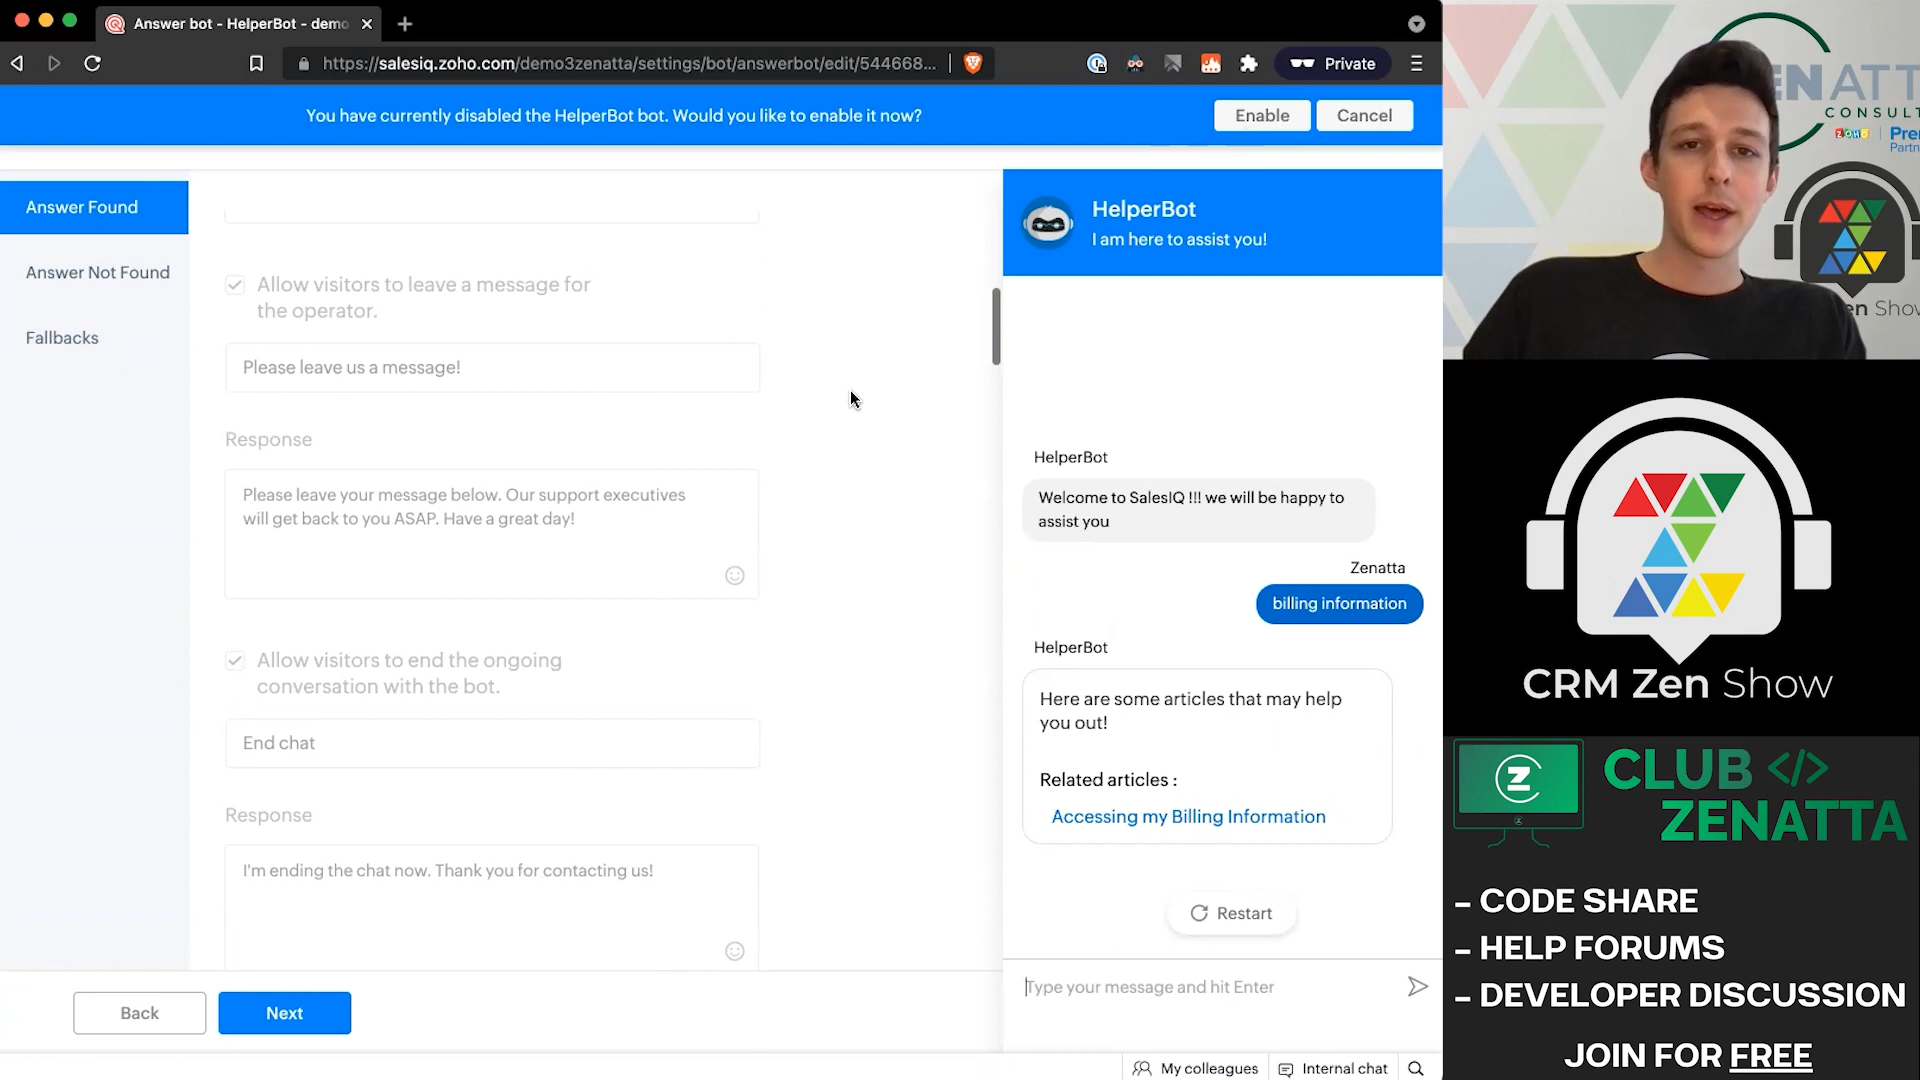 Answer bot - HelperBot - demo
https://salesiq.zoho.com/demo3zenatta/settings/bot/answerbot/edit/544668...
Private
You have currently disabled the HelperBot bot. Would you like to enable it now?
Enable
Cancel
Answer Found
Answer Not Found
Fallbacks
Allow visitors to leave a message for
the operator.
Please leave us a message!
Response
Please leave your message below. Our support executives
will get back to you ASAP. Have a great day!
Allow visitors to end the ongoing
conversation with the bot.
End chat
Response
I'm ending the chat now. Thank you for contacting us!
Back
Next
HelperBot
I am here to assist you!
HelperBot
Welcome to SalesIQ !!! we will be happy to
assist you
Zenatta
billing information
HelperBot
Here are some articles that may help
you out!
Related articles :
Accessing my Billing Information
Restart
Type your message and hit Enter
My colleagues
Internal chat
ENATT
CONSULT
ZOHO
Pre
Partn
en Show
CRM Zen Show
CLUB </>
ZENATTA
- CODE SHARE
- HELP FORUMS
- DEVELOPER DISCUSSION
JOIN FOR FREE